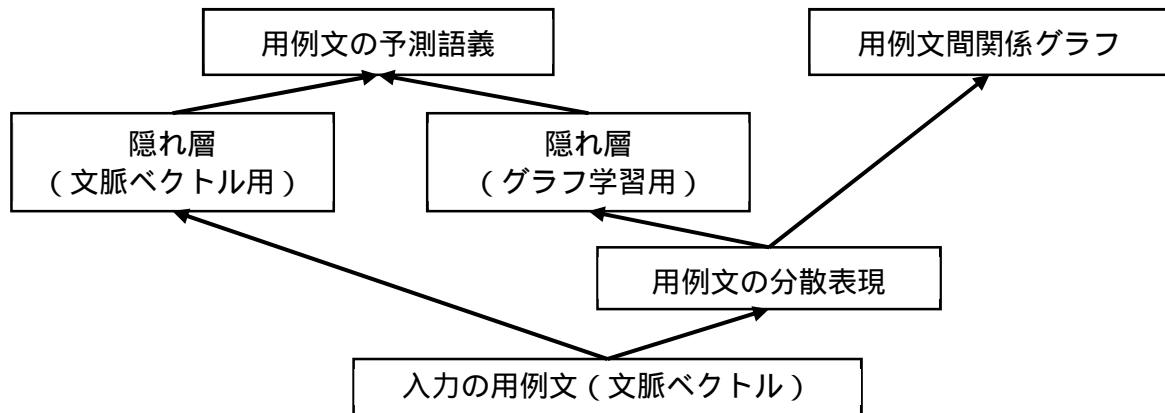 用例文の予測語義
用例文間関係グラフ
隠れ層
(文脈ベクトル用)
隠れ層
(グラフ学習用)
用例文の分散表現
入力の用例文(文脈ベクトル)